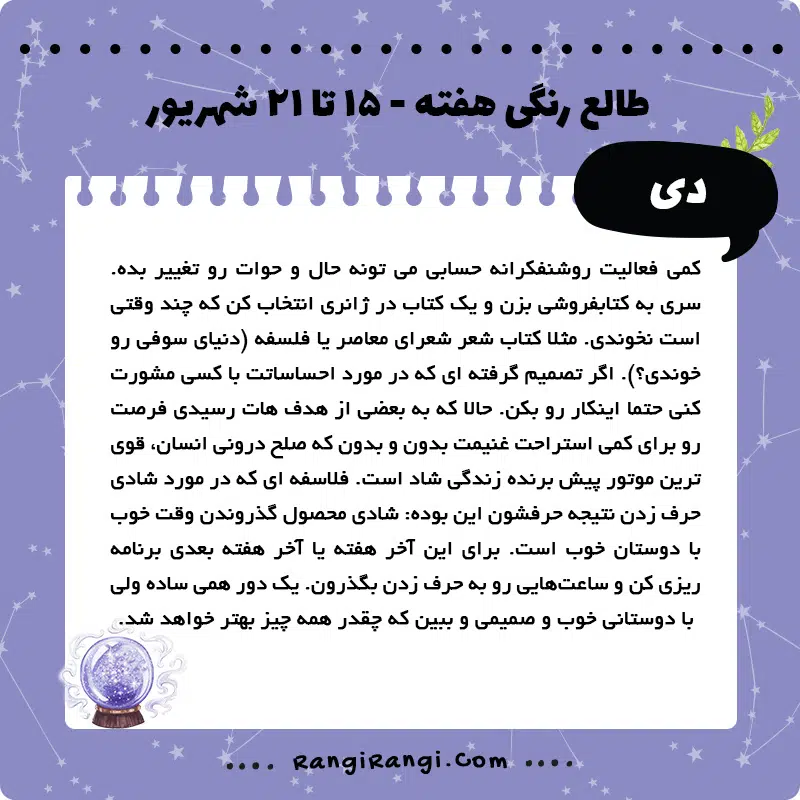 طالع رنگی هفته - ۱۵ تا ۲۱ شهریور
دی
کمی فعالیت روشنفکرانه حسابی می تونه حال و حوات رو تغییر بده.
سری به کتابفروشی بزن و یک کتاب در ژانری انتخاب کن که چند وقتی
است نخوندی. مثلا کتاب شعر شعرای معاصر یا فلسفه (دنیای سوفی رو
خوندی؟). اگر تصمیم گرفته ای که در مورد احساساتت با کسی مشورت
کنی حتما اینکار رو بکن. حالا که به بعضی از هدف هات رسیدی فرصت
رو برای کمی استراحت غنیمت بدون و بدون که صلح درونی انسان، قوی
ترین موتور پیش برنده زندگی شاد است. فلاسفه ای که در مورد شادی
حرف زدن نتیجه حرفشون این بوده: شادی محصول گذروندن وقت خوب
با دوستان خوب است. برای این آخر هفته یا آخر هفته بعدی برنامه
ریزی کن و ساعت‌هایی رو به حرف زدن بگذرون. یک دور همی ساده ولی
با دوستانی خوب و صمیمی و ببین که چقدر همه چیز بهتر خواهد شد.
.... RangiRangi.Com ....